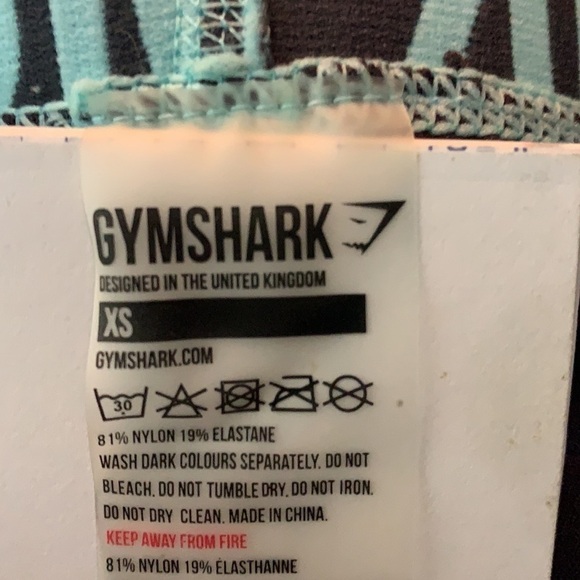 GYMSHARK
DESIGNED IN THE UNITED KINGDOM
XS
GYMSHARK.COM
30
81% NYLON 19% ELASTANE
WASH DARK COLOURS SEPARATELY. DO NOT
BLEACH. DO NOT TUMBLE DRY. DO NOT IRON.
DO NOT DRY CLEAN. MADE IN CHINA.
KEEP AWAY FROM FIRE
81% NYLON 19% ÉLASTHANNE